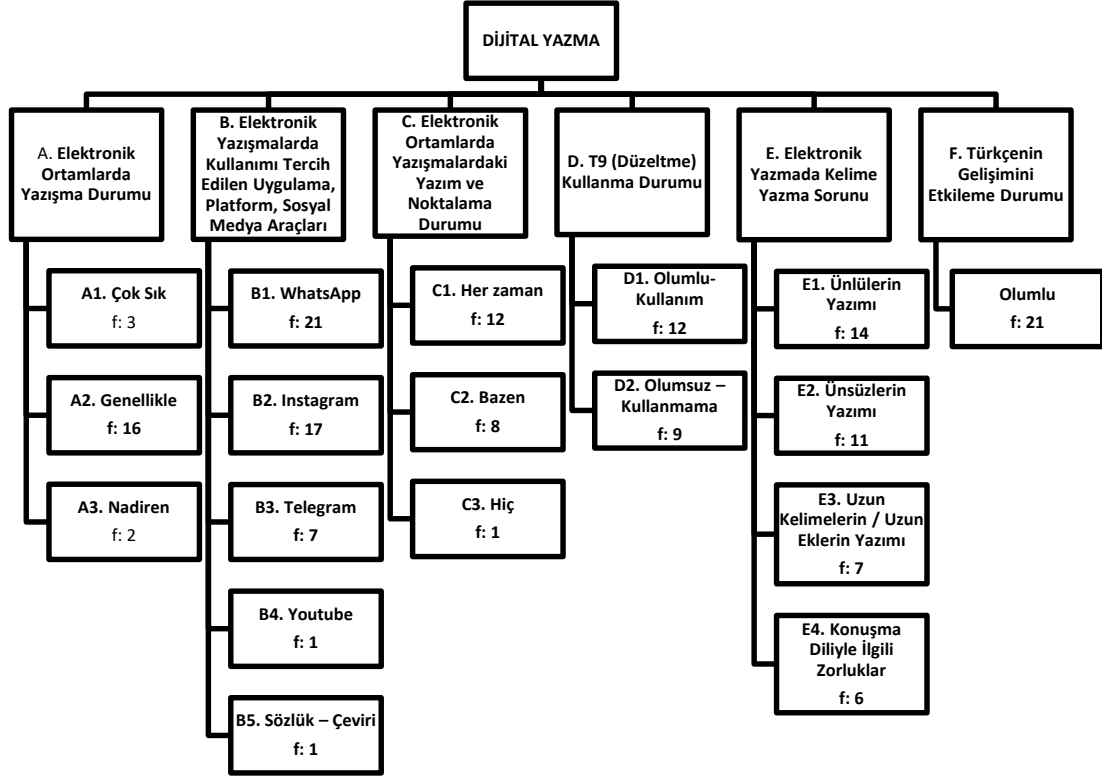 DİJİTAL YAZMA
A. Elektronik
Ortamlarda
Yazışma Durumu
A1. Çok Sık
f: 3
A2. Genellikle
f: 16
A3. Nadiren
f: 2
B. Elektronik
Yazışmalarda
Kullanımı Tercih
Edilen Uygulama,
Platform, Sosyal
Medya Araçları
B1. WhatsApp
f: 21
B2. Instagram
f: 17
B3. Telegram
f: 7
B4. Youtube
f: 1
B5. Sözlük – Çeviri
f: 1
C. Elektronik
Ortamlarda
Yazışmalardaki
Yazım ve
Noktalama
Durumu
C1. Her zaman
f: 12
C2. Bazen
f: 8
C3. Hiç
f: 1
D. T9 (Düzeltme)
Kullanma Durumu
D1. Olumlu-
Kullanım
f: 12
D2. Olumsuz –
Kullanmama
f: 9
E. Elektronik
Yazmada Kelime
Yazma Sorunu
E1. Ünlülerin
Yazımı
f: 14
E2. Ünsüzlerin
Yazımı
f: 11
E3. Uzun
Kelimelerin / Uzun
Eklerin Yazımı
f: 7
E4. Konuşma
Diliyle İlgili
Zorluklar
f: 6
F. Türkçenin
Gelişimini
Etkileme Durumu
Olumlu
f: 21